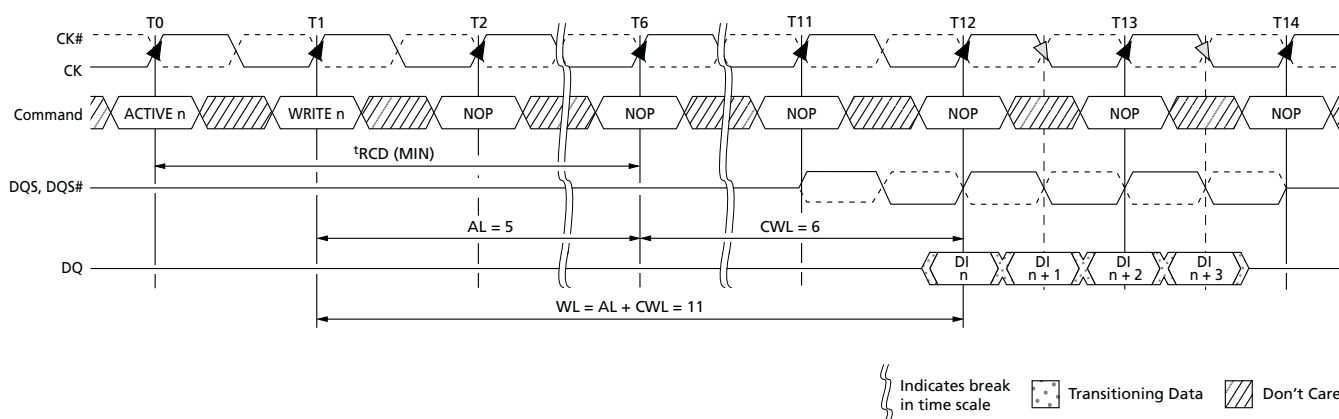 T0 T1 T2 T6 T11 T12 T13 T14
CK#
CK
Command ACTIVE n WRITE n NOP NOP NOP NOP NOP NOP
tRCD (MIN)
DQS, DQS#
AL = 5 CWL = 6
DQ DI n DI n + 1 DI n + 2 DI n + 3
WL = AL + CWL = 11
Indicates break in time scale
Transitioning Data
Don't Care